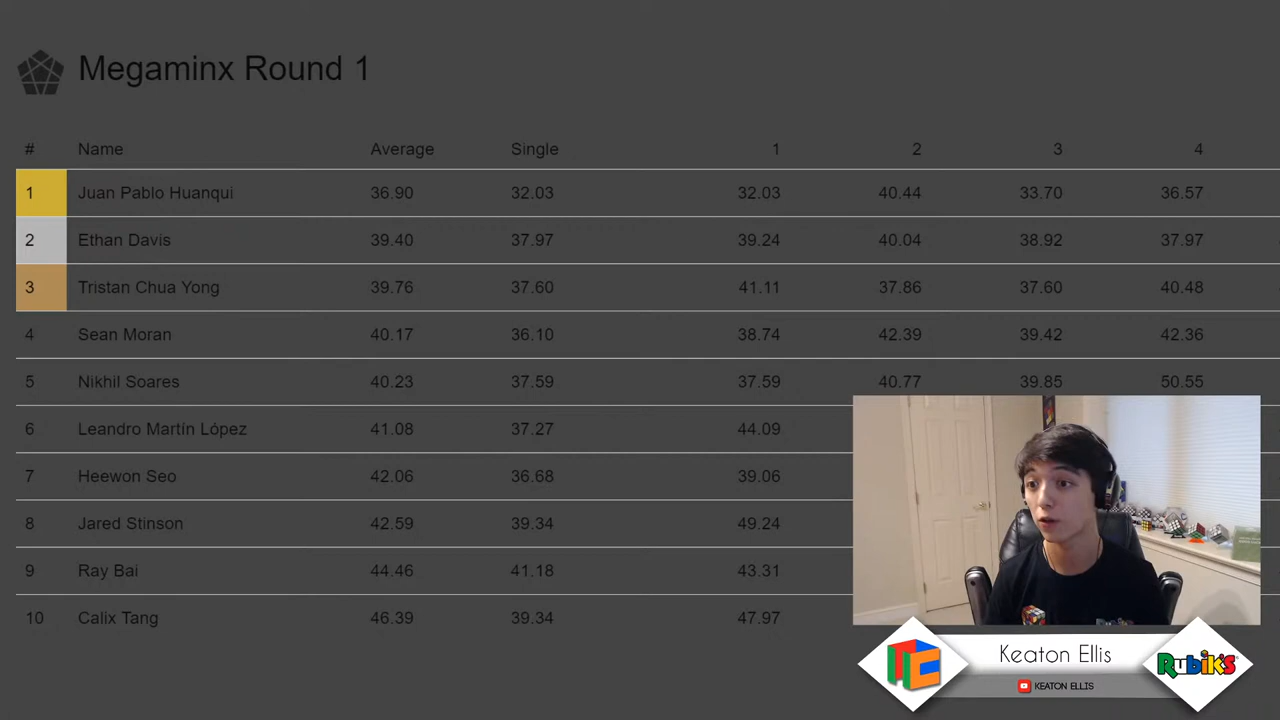 Megaminx Round 1
# Name Average Single 1 2 3 4
1 Juan Pablo Huanqui 36.90 32.03 32.03 40.44 33.70 36.57
2 Ethan Davis 39.40 37.97 39.24 40.04 38.92 37.97
3 Tristan Chua Yong 39.76 37.60 41.11 37.86 37.60 40.48
4 Sean Moran 40.17 36.10 38.74 42.39 39.42 42.36
5 Nikhil Soares 40.23 37.59 37.59 40.77 39.85 50.55
6 Leandro Martín López 41.08 37.27 44.09
7 Heewon Seo 42.06 36.68 39.06
8 Jared Stinson 42.59 39.34 49.24
9 Ray Bai 44.46 41.18 43.31
10 Calix Tang 46.39 39.34 47.97
Keaton Ellis
KEATON ELLIS
Rubik's